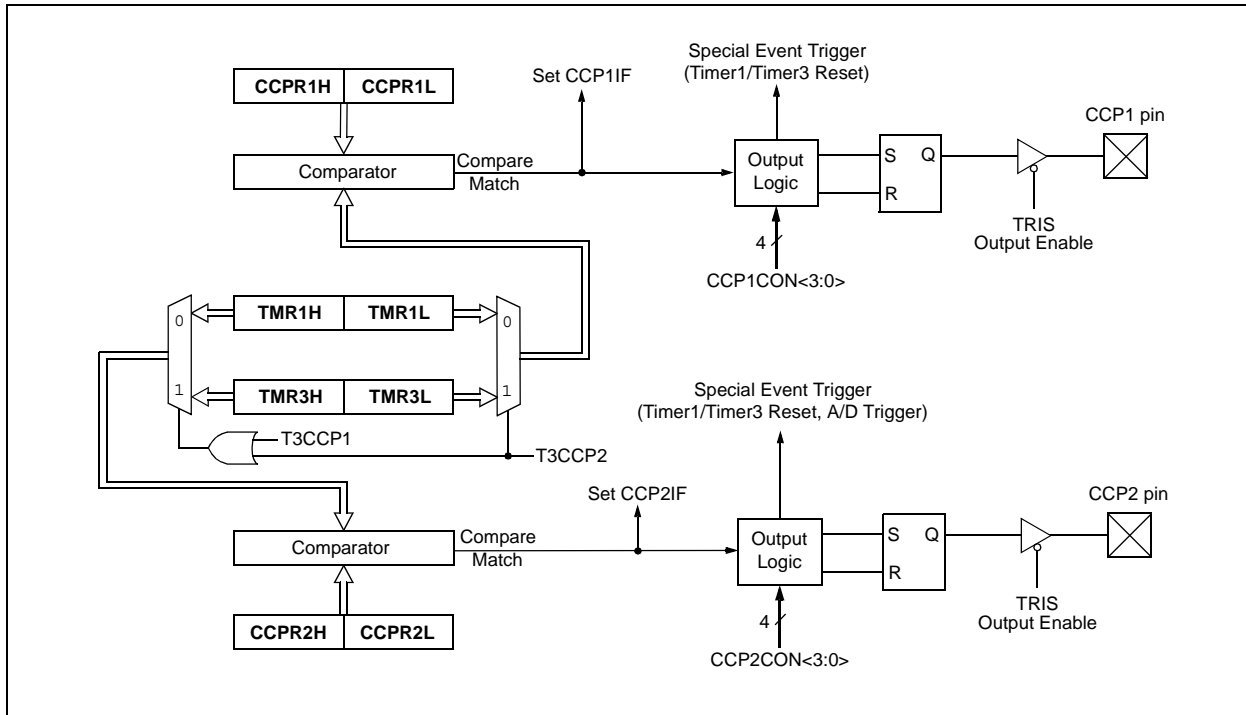 Special Event Trigger
(Timer1/Timer3 Reset)
Set CCP1IF
CCPR1H CCPR1L
CCP1 pin
Comparator
Compare
Match
Output
Logic
S Q
R
TRIS
Output Enable
4
CCP1CON<3:0>
0 TMR1H TMR1L 0
1 TMR3H TMR3L 1
T3CCP1
T3CCP2
Special Event Trigger
(Timer1/Timer3 Reset, A/D Trigger)
Set CCP2IF
CCP2 pin
Comparator
Compare
Match
Output
Logic
S Q
R
TRIS
Output Enable
4
CCPR2H CCPR2L
CCP2CON<3:0>